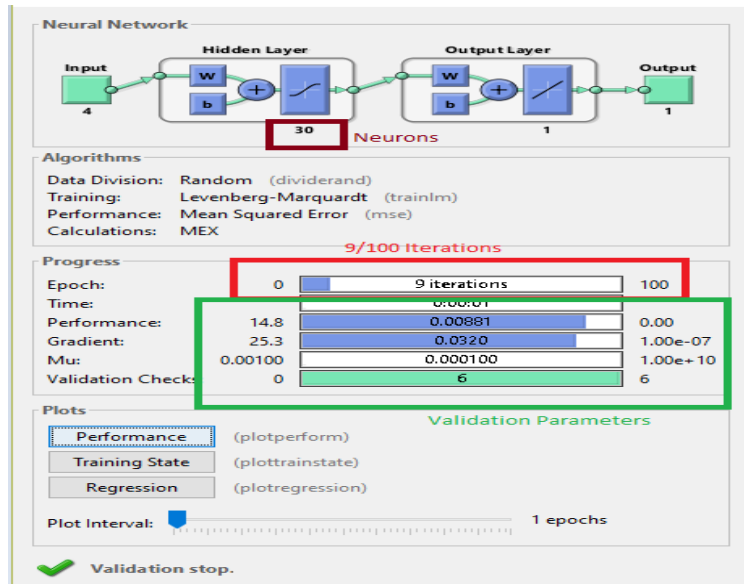 Neural Network
Hidden Layer Output Layer
Input Output
W W
b b
4 30 1 1
Neurons
Algorithms
Data Division: Random (dividerand)
Training: Levenberg-Marquardt (trainlm)
Performance: Mean Squared Error (mse)
Calculations: MEX
9/100 Iterations
Progress
Epoch: 0 9 iterations 100
Time: 0:00:01
Performance: 14.8 0.00881 0.00
Gradient: 25.3 0.0320 1.00e-07
Mu: 0.00100 0.000100 1.00e+10
Validation Checks 0 6 6
Validation Parameters
Plots
Performance (plotperform)
Training State (plottrainstate)
Regression (plotregression)
Plot Interval: 1 epochs
Validation stop.